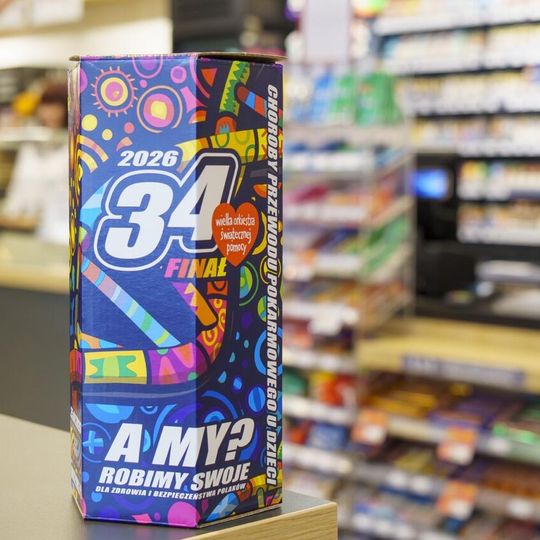 2026
34
FINAŁ
wielka orkiestra
świątecznej
pomocy
CHOROBY PRZEWODU POKARMOWEGO U DZIECI
A MY?
ROBIMY SWOJE
DLA ZDROWIA I BEZPIECZEŃSTWA POLAKÓW